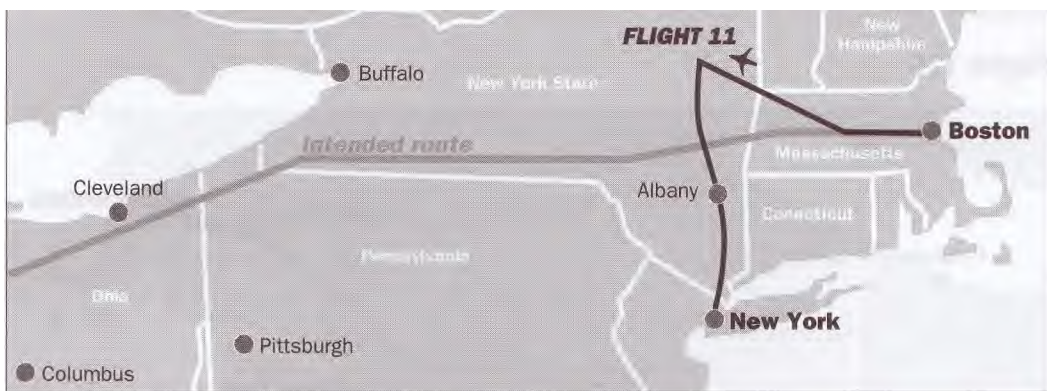 New
Hampshire
FLIGHT 11
Buffalo
New York State
Boston
Intended route
Massachusetts
Cleveland
Albany
Connecticut
Pennsylvania
Ohio
New York
Pittsburgh
Columbus